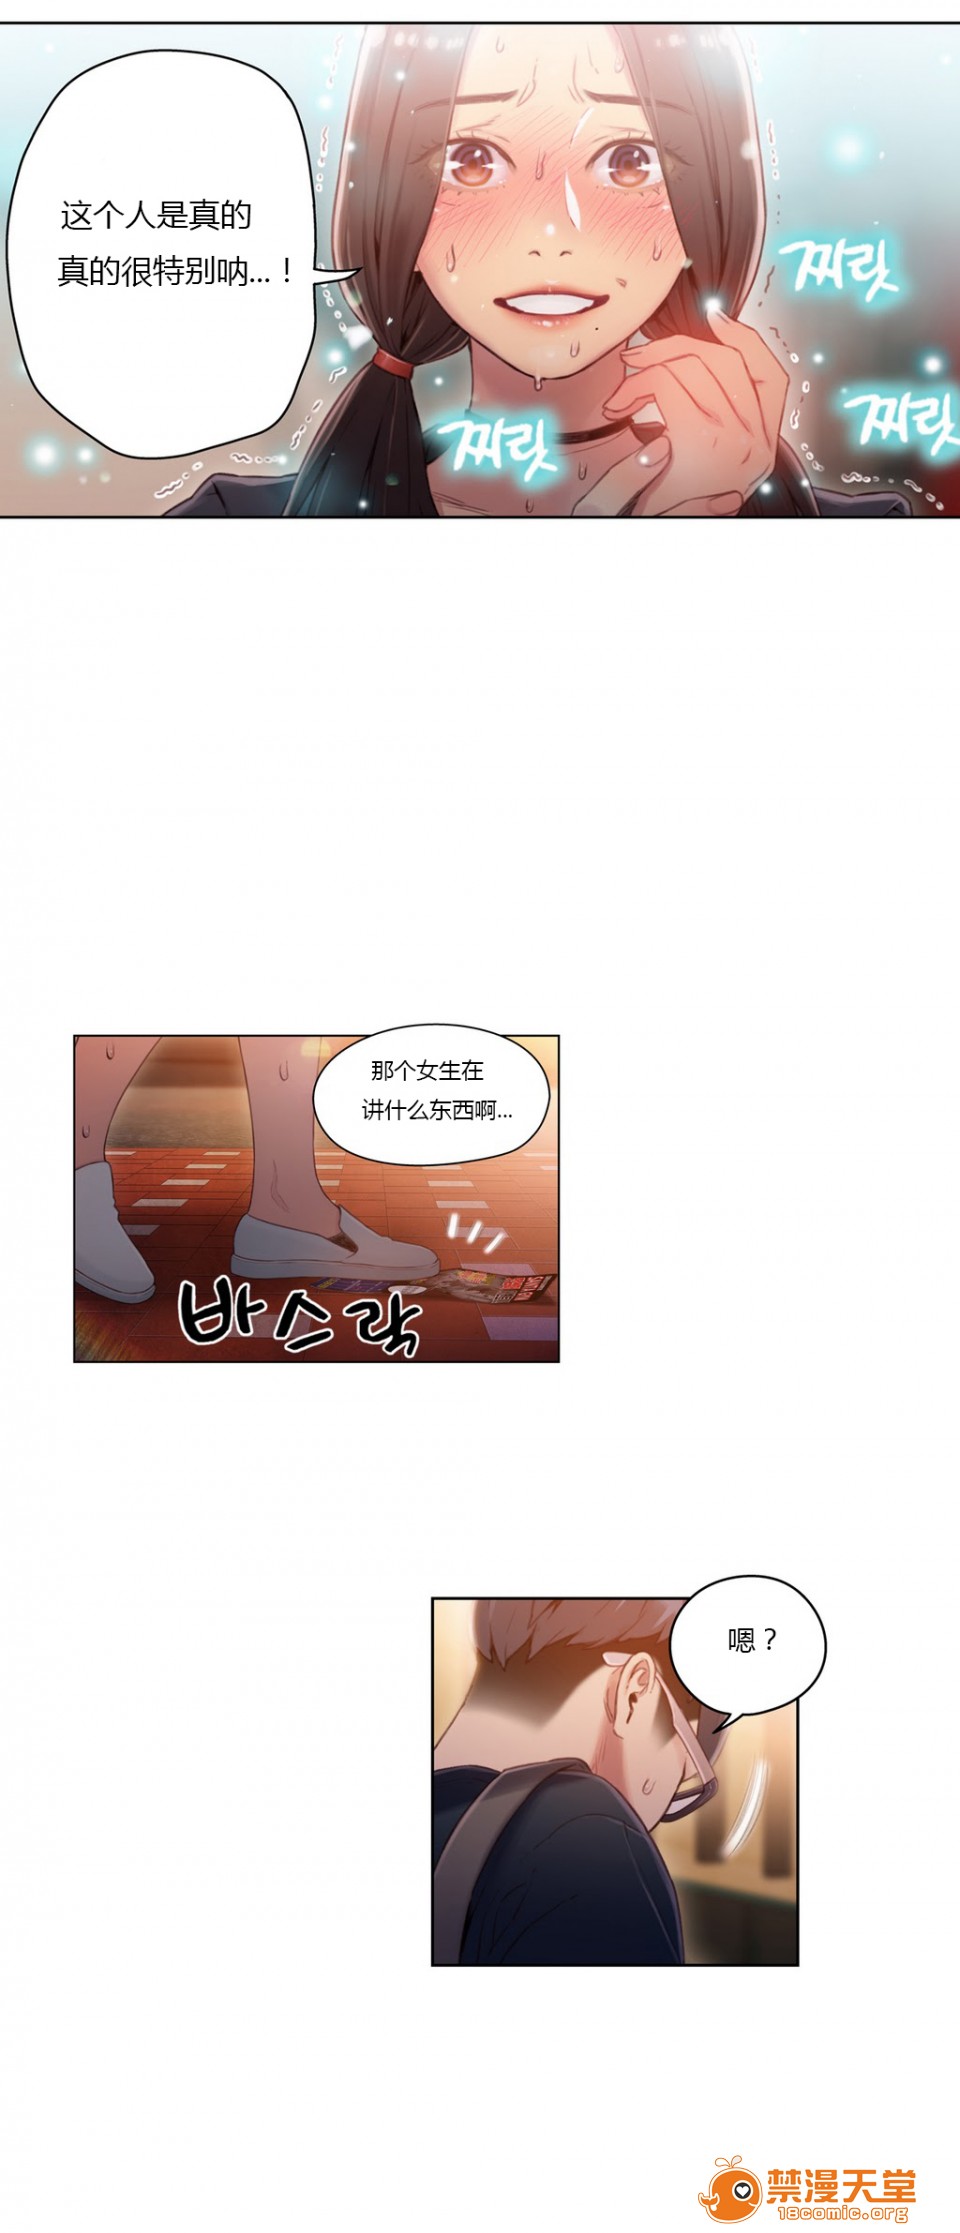 这个人是真的
真的很特别呐...！
찌릿
찌릿
찌릿
那个女生在
讲什么东西啊...
바스락
嗯？
禁漫天堂
18comic.org